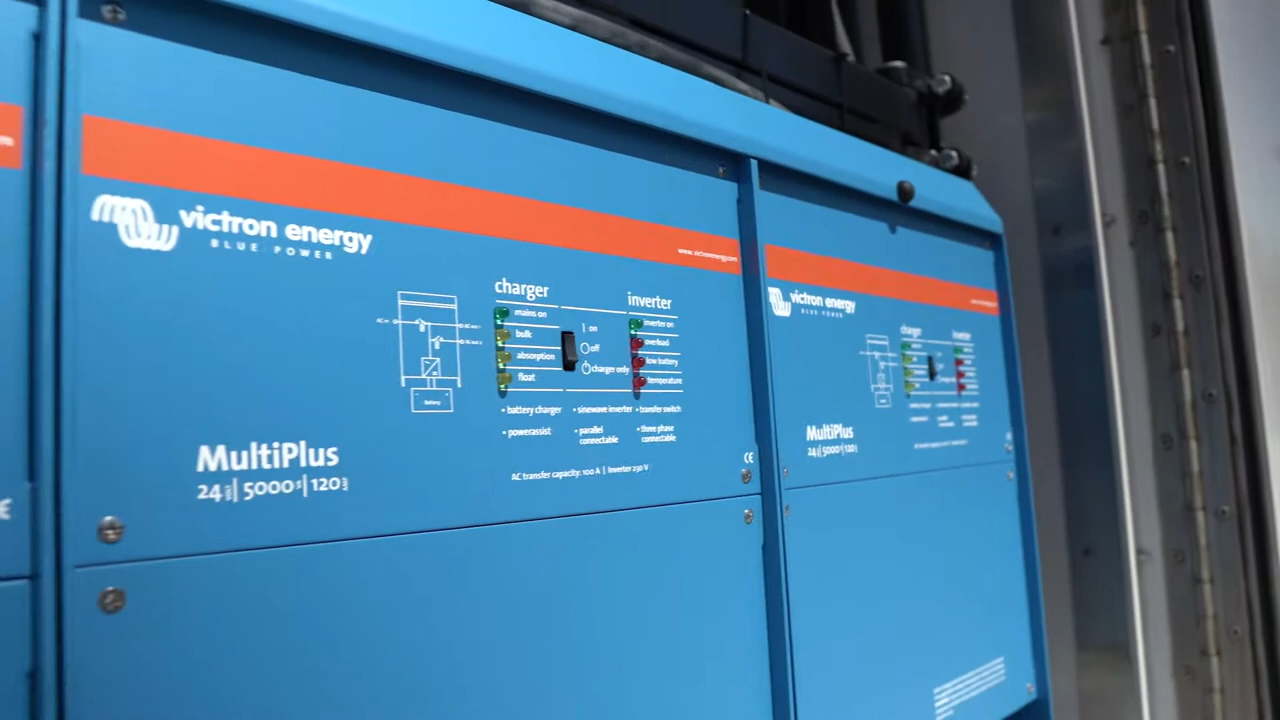 victron energy
BLUE POWER
www.victronenergy.com
charger
mains on
bulk
absorption
float
on
off
charger only
inverter
inverter on
overload
low battery
temperature
AC in
AC out 1
AC out 2
Battery
• battery charger
• sinewave inverter
• transfer switch
• powerassist
• parallel connectable
• three phase connectable
MultiPlus
24 | 5000 | 120
AC transfer capacity: 100 A | Inverter 230 V
CE
victron energy
BLUE POWER
charger
inverter
MultiPlus
24 | 5000 | 120